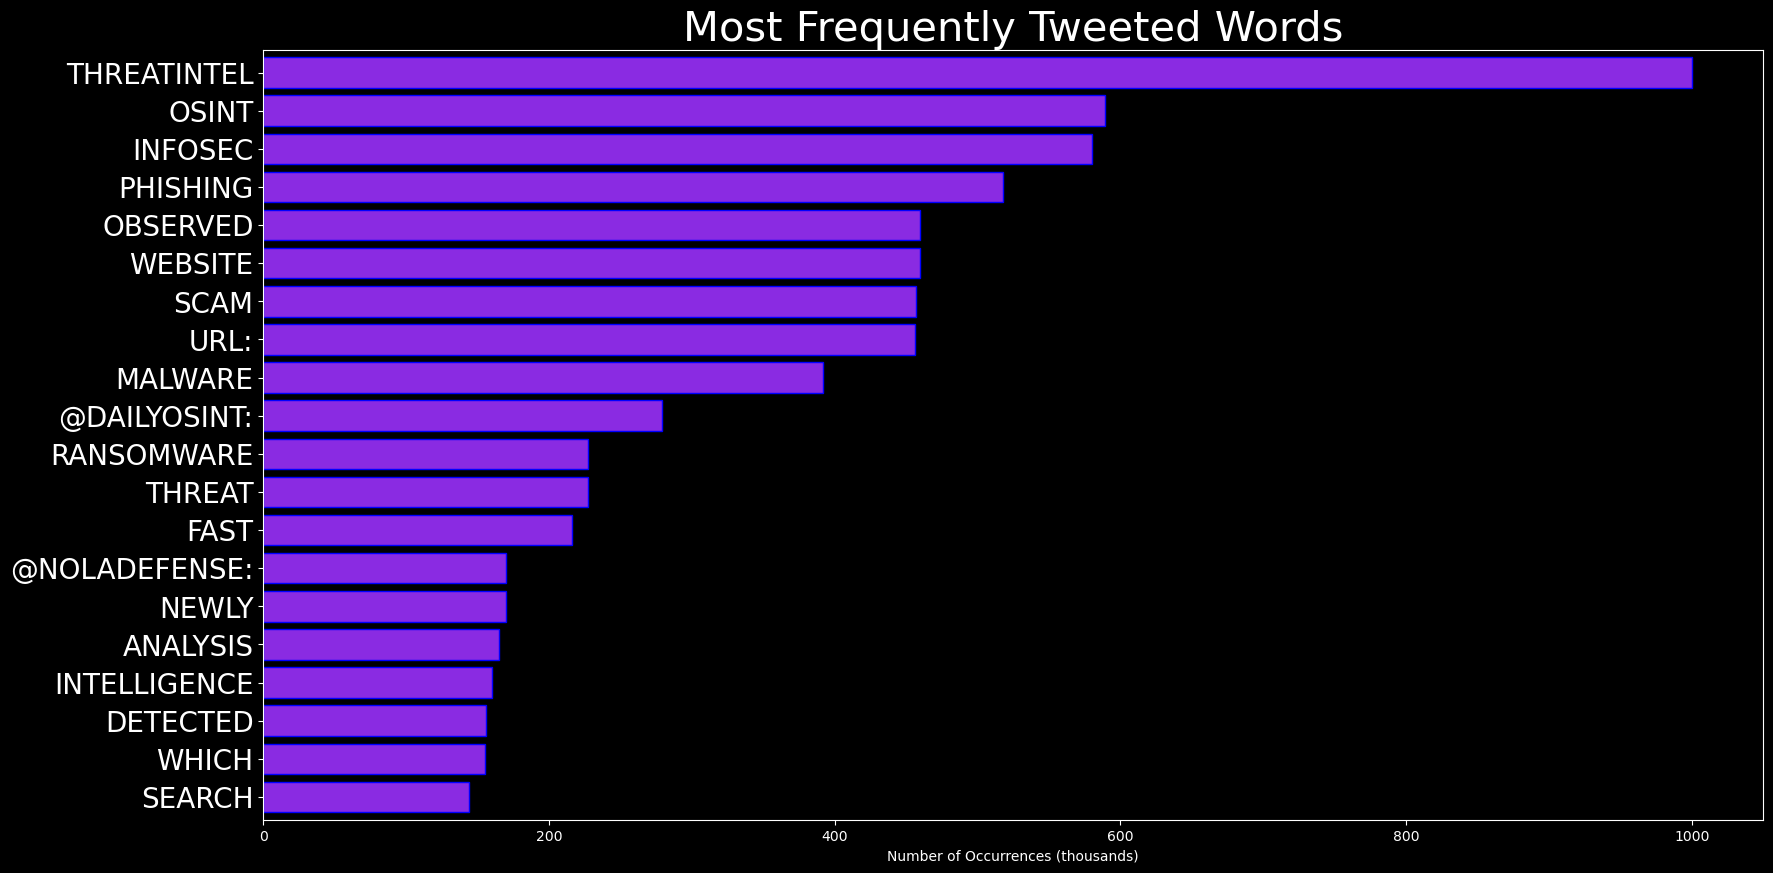 Most Frequently Tweeted Words
THREATINTEL
OSINT
INFOSEC
PHISHING
OBSERVED
WEBSITE
SCAM
URL:
MALWARE
@DAILYOSINT:
RANSOMWARE
THREAT
FAST
@NOLADEFENSE:
NEWLY
ANALYSIS
INTELLIGENCE
DETECTED
WHICH
SEARCH
0 200 400 600 800 1000
Number of Occurrences (thousands)